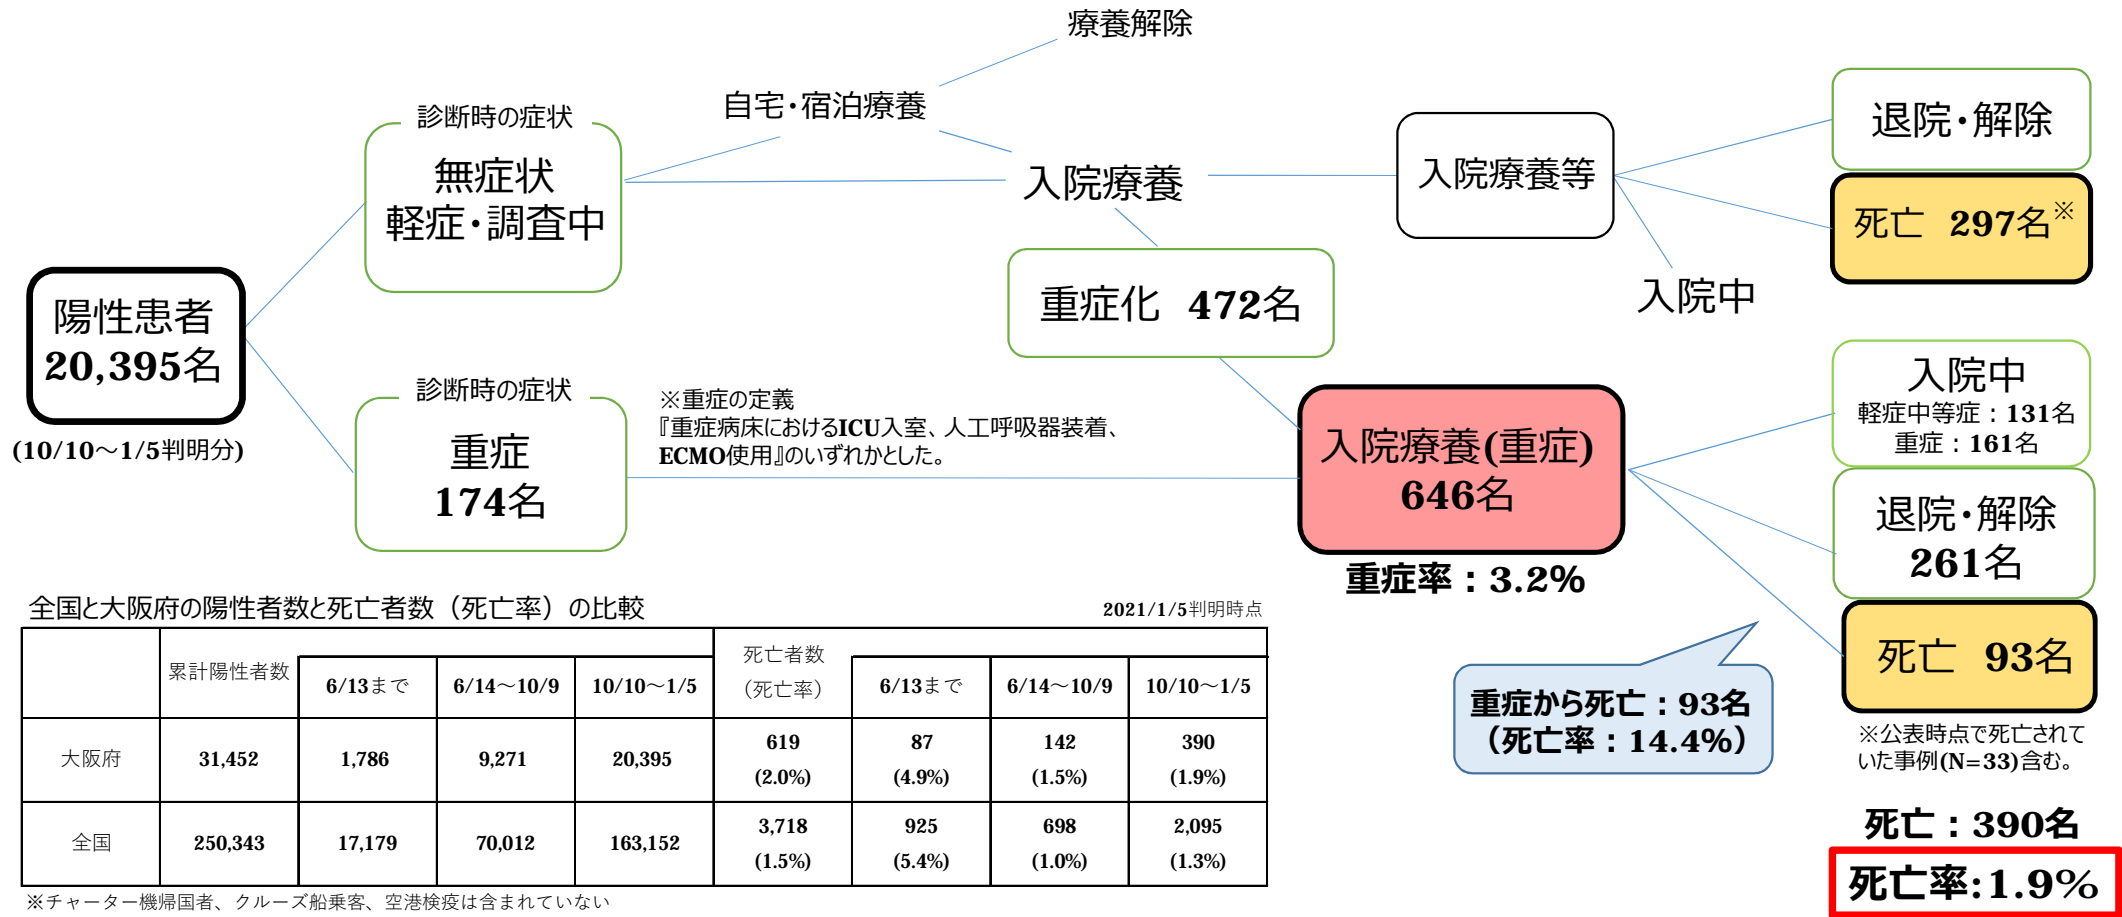 療養解除
自宅・宿泊療養
診断時の症状
無症状
軽症・調査中
入院療養
入院療養等
退院・解除
死亡 297名※
入院中
重症化 472名
陽性患者
20,395名
(10/10～1/5判明分)
診断時の症状
重症
174名
※重症の定義
『重症病床におけるICU入室、人工呼吸器装着、
ECMO使用』のいずれかとした。
入院療養(重症)
646名
重症率：3.2%
入院中
軽症中等症：131名
重症：161名
退院・解除
261名
死亡 93名
重症から死亡：93名
（死亡率：14.4%）
※公表時点で死亡されて
いた事例(N=33)含む。
死亡：390名
死亡率:1.9%
全国と大阪府の陽性者数と死亡者数（死亡率）の比較 2021/1/5判明時点
累計陽性者数 6/13まで 6/14～10/9 10/10～1/5 死亡者数 6/13まで 6/14～10/9 10/10～1/5
（死亡率）
大阪府 31,452 1,786 9,271 20,395 619 87 142 390
(2.0%) (4.9%) (1.5%) (1.9%)
全国 250,343 17,179 70,012 163,152 3,718 925 698 2,095
(1.5%) (5.4%) (1.0%) (1.3%)
※チャーター機帰国者、クルーズ船乗客、空港検疫は含まれていない